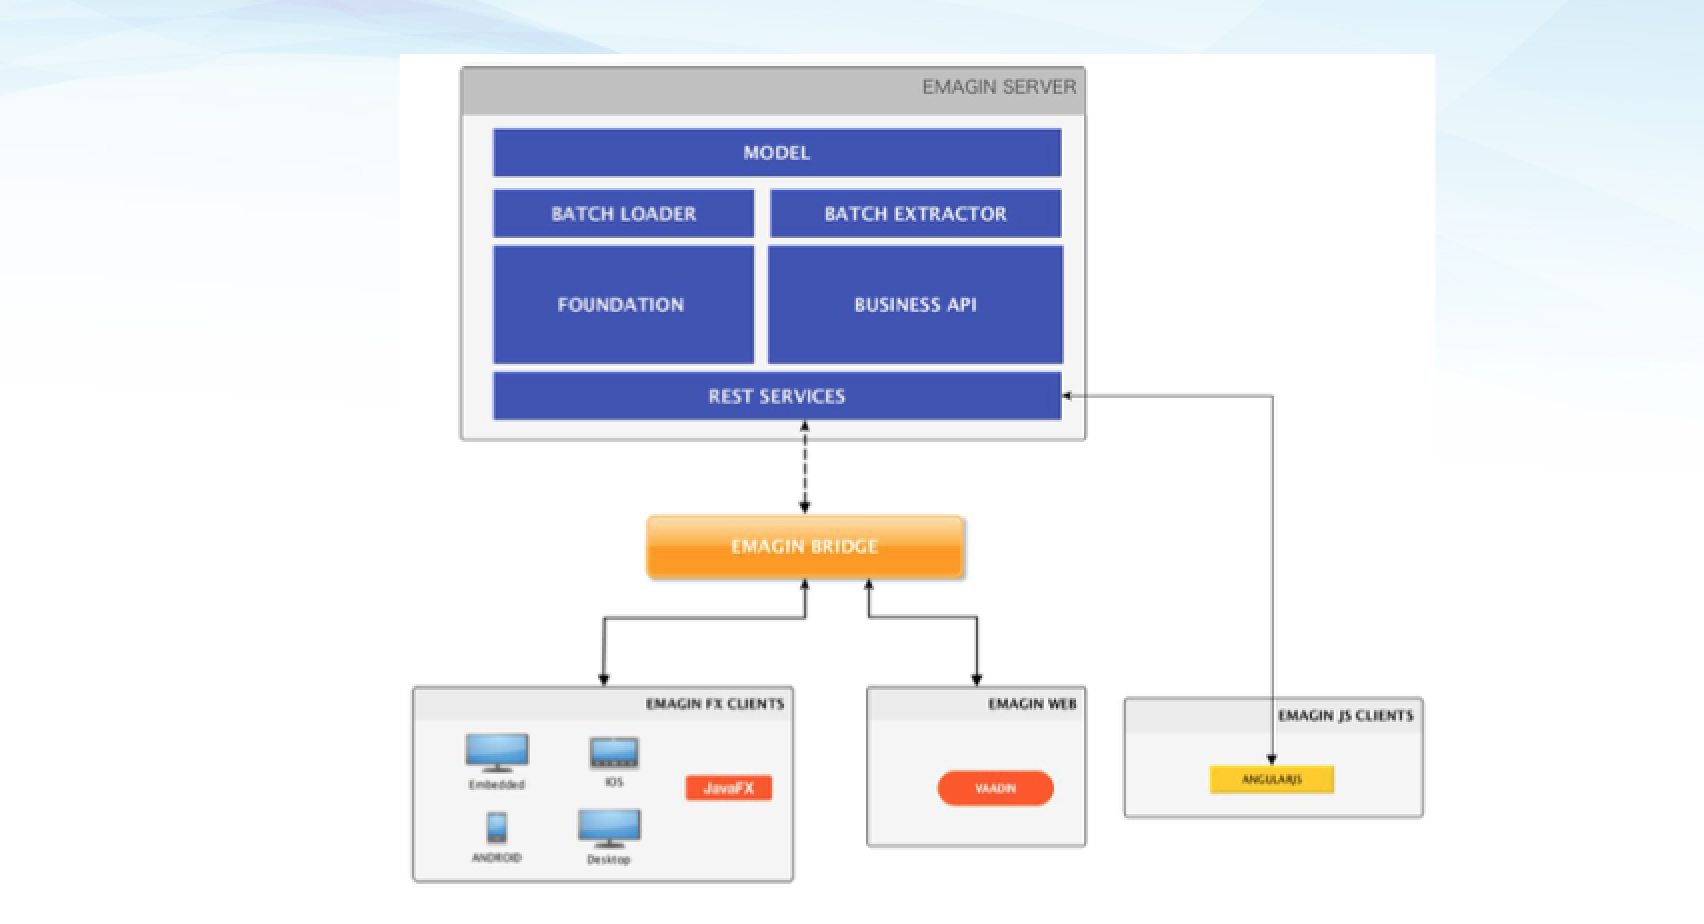 EMAGIN SERVER
MODEL
BATCH LOADER
BATCH EXTRACTOR
FOUNDATION
BUSINESS API
REST SERVICES
EMAGIN BRIDGE
EMAGIN FX CLIENTS
Embedded
IOS
JavaFX
ANDROID
Desktop
EMAGIN WEB
VAADIN
EMAGIN JS CLIENTS
ANGULARJS